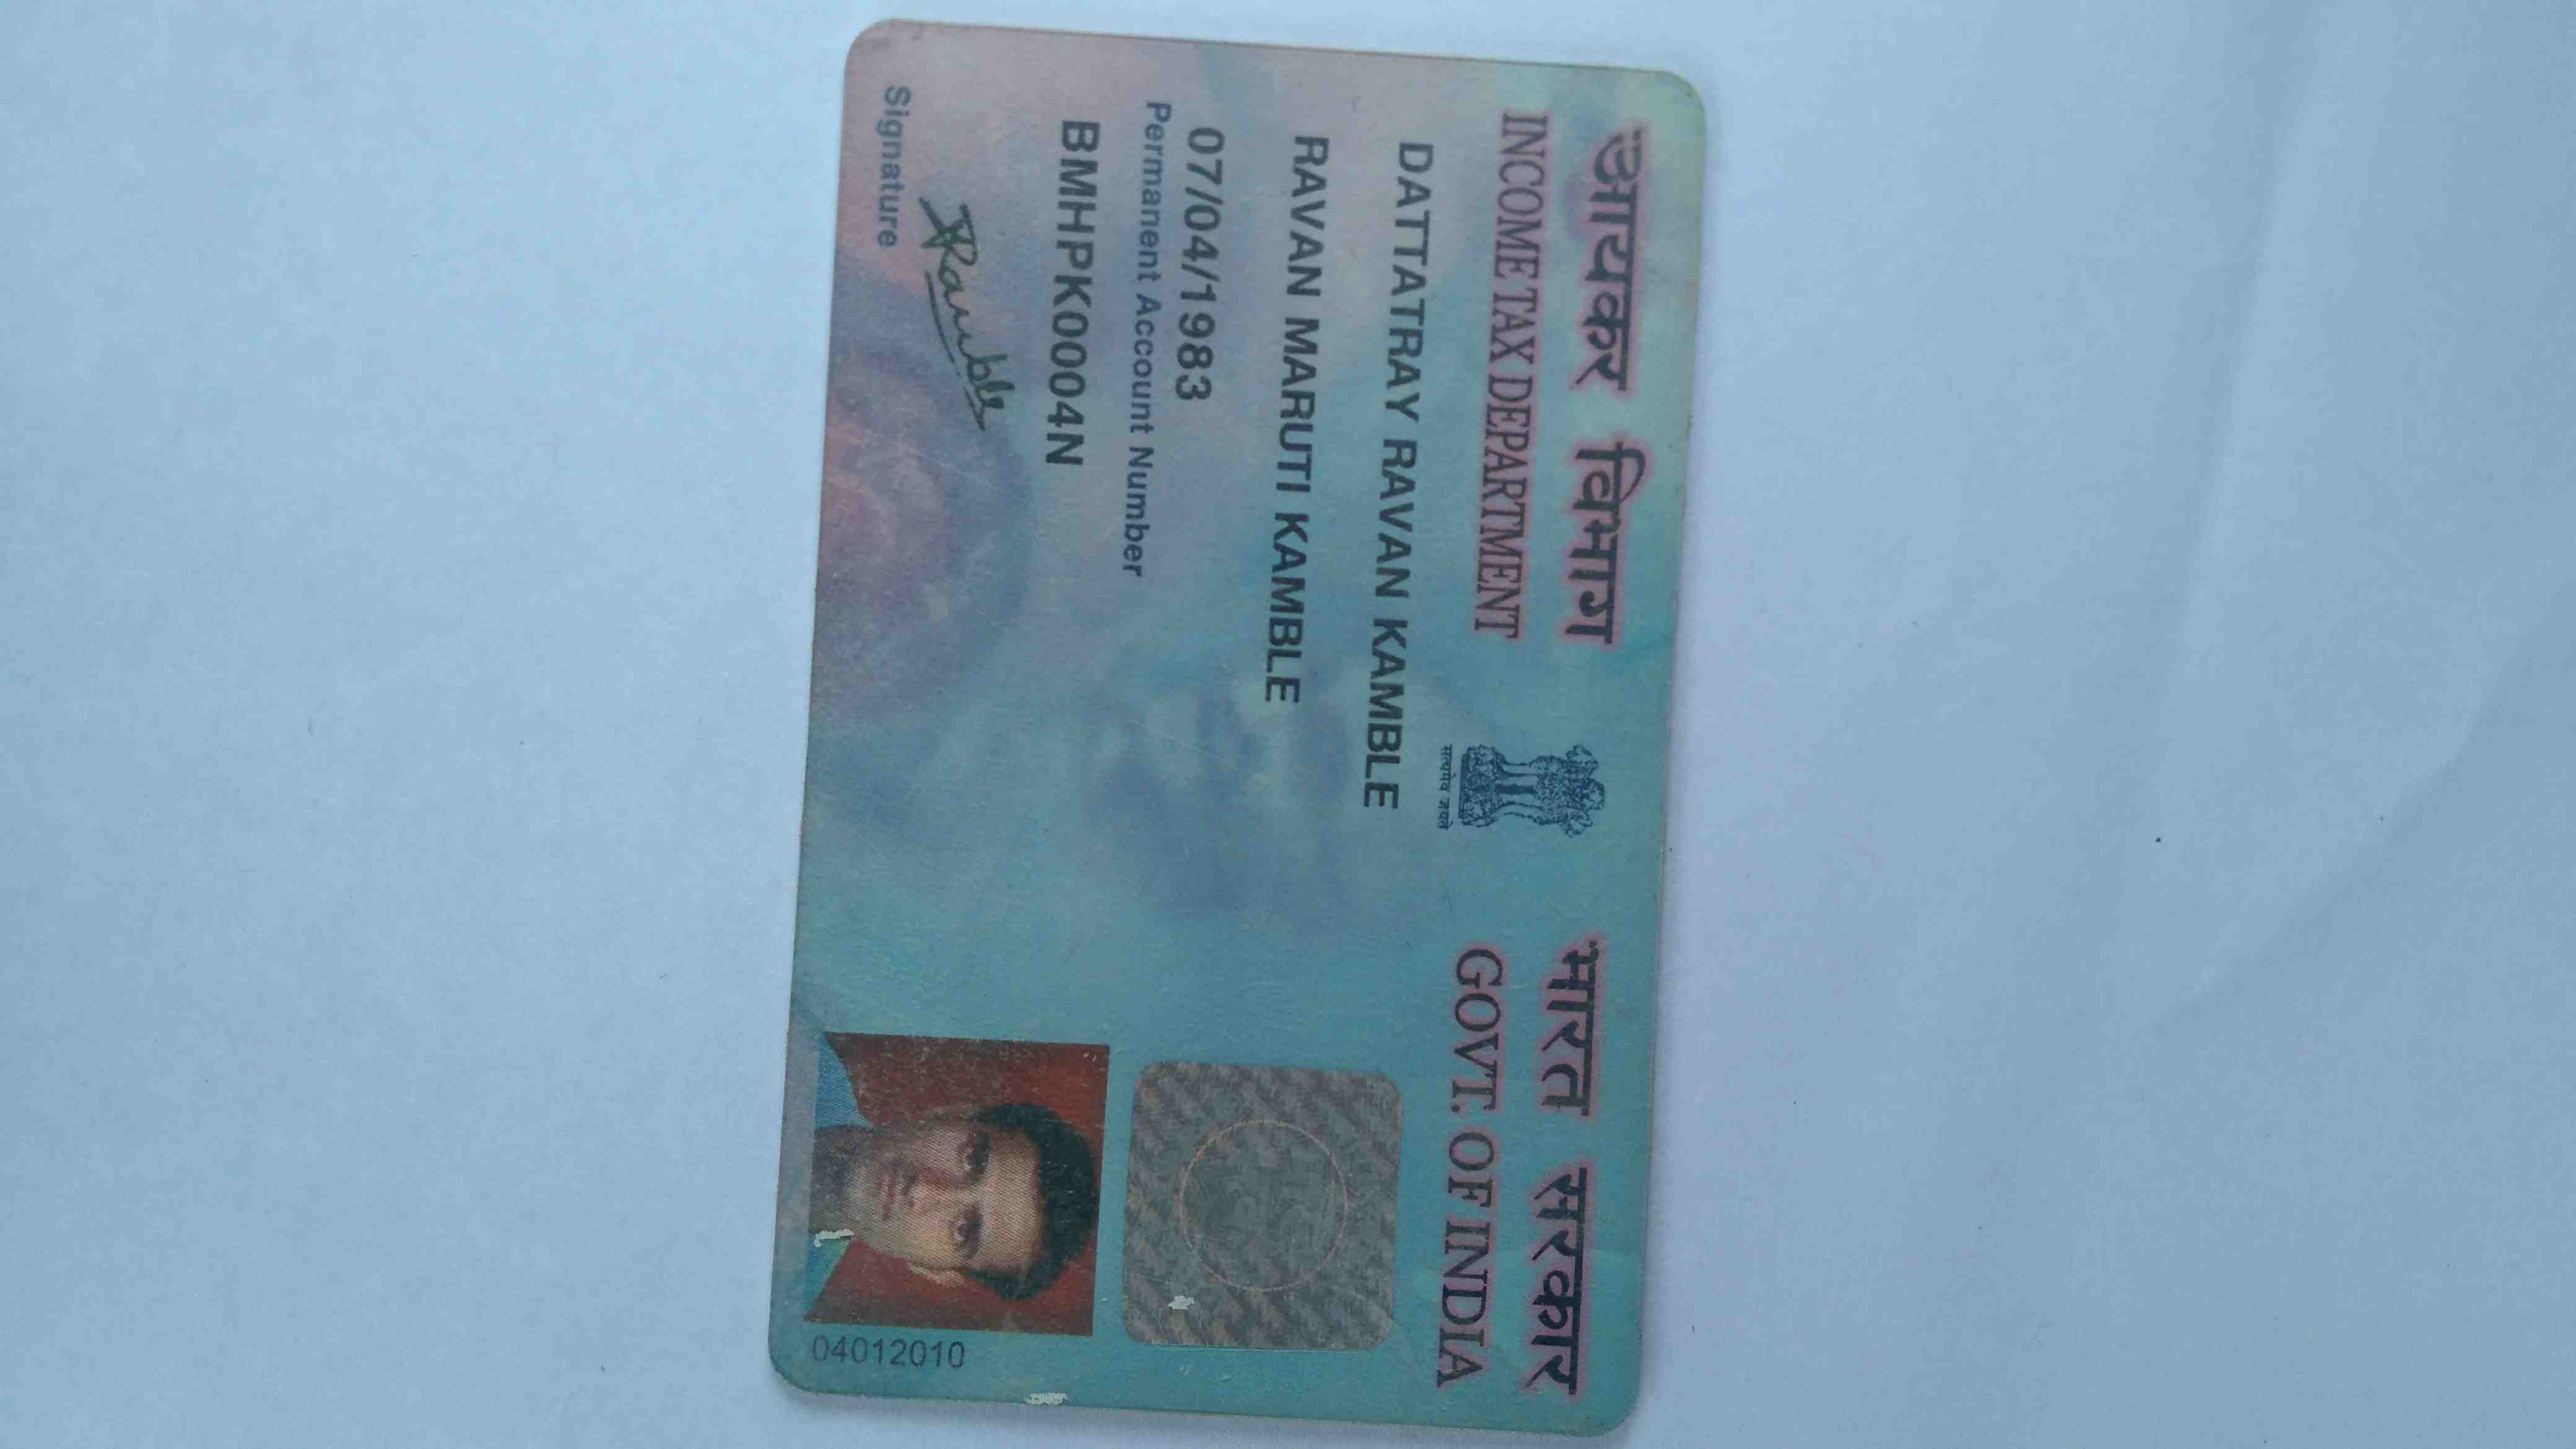 आयकर विभाग
INCOME TAX DEPARTMENT
सत्यमेव जयते
भारत सरकार
GOVT. OF INDIA
DATTATRAY RAVAN KAMBLE
RAVAN MARUTI KAMBLE
07/04/1983
Permanent Account Number
BMHPK0004N
Signature
04012010